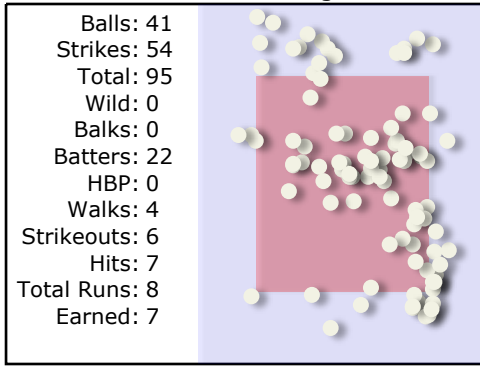 Balls: 41
Strikes: 54
Total: 95
Wild: 0
Balks: 0
Batters: 22
HBP: 0
Walks: 4
Strikeouts: 6
Hits: 7
Total Runs: 8
Earned: 7